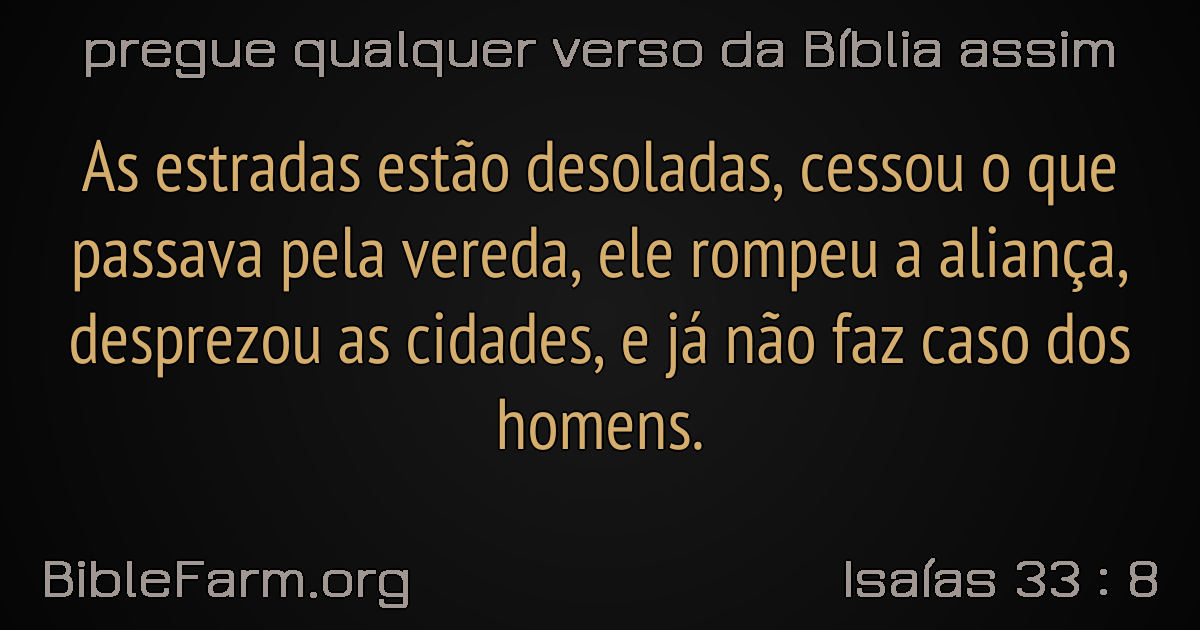 pregue qualquer verso da Bíblia assim
As estradas estão desoladas, cessou o que
passava pela vereda, ele rompeu a aliança,
desprezou as cidades, e já não faz caso dos
homens.
BibleFarm.org
Isaías 33 : 8